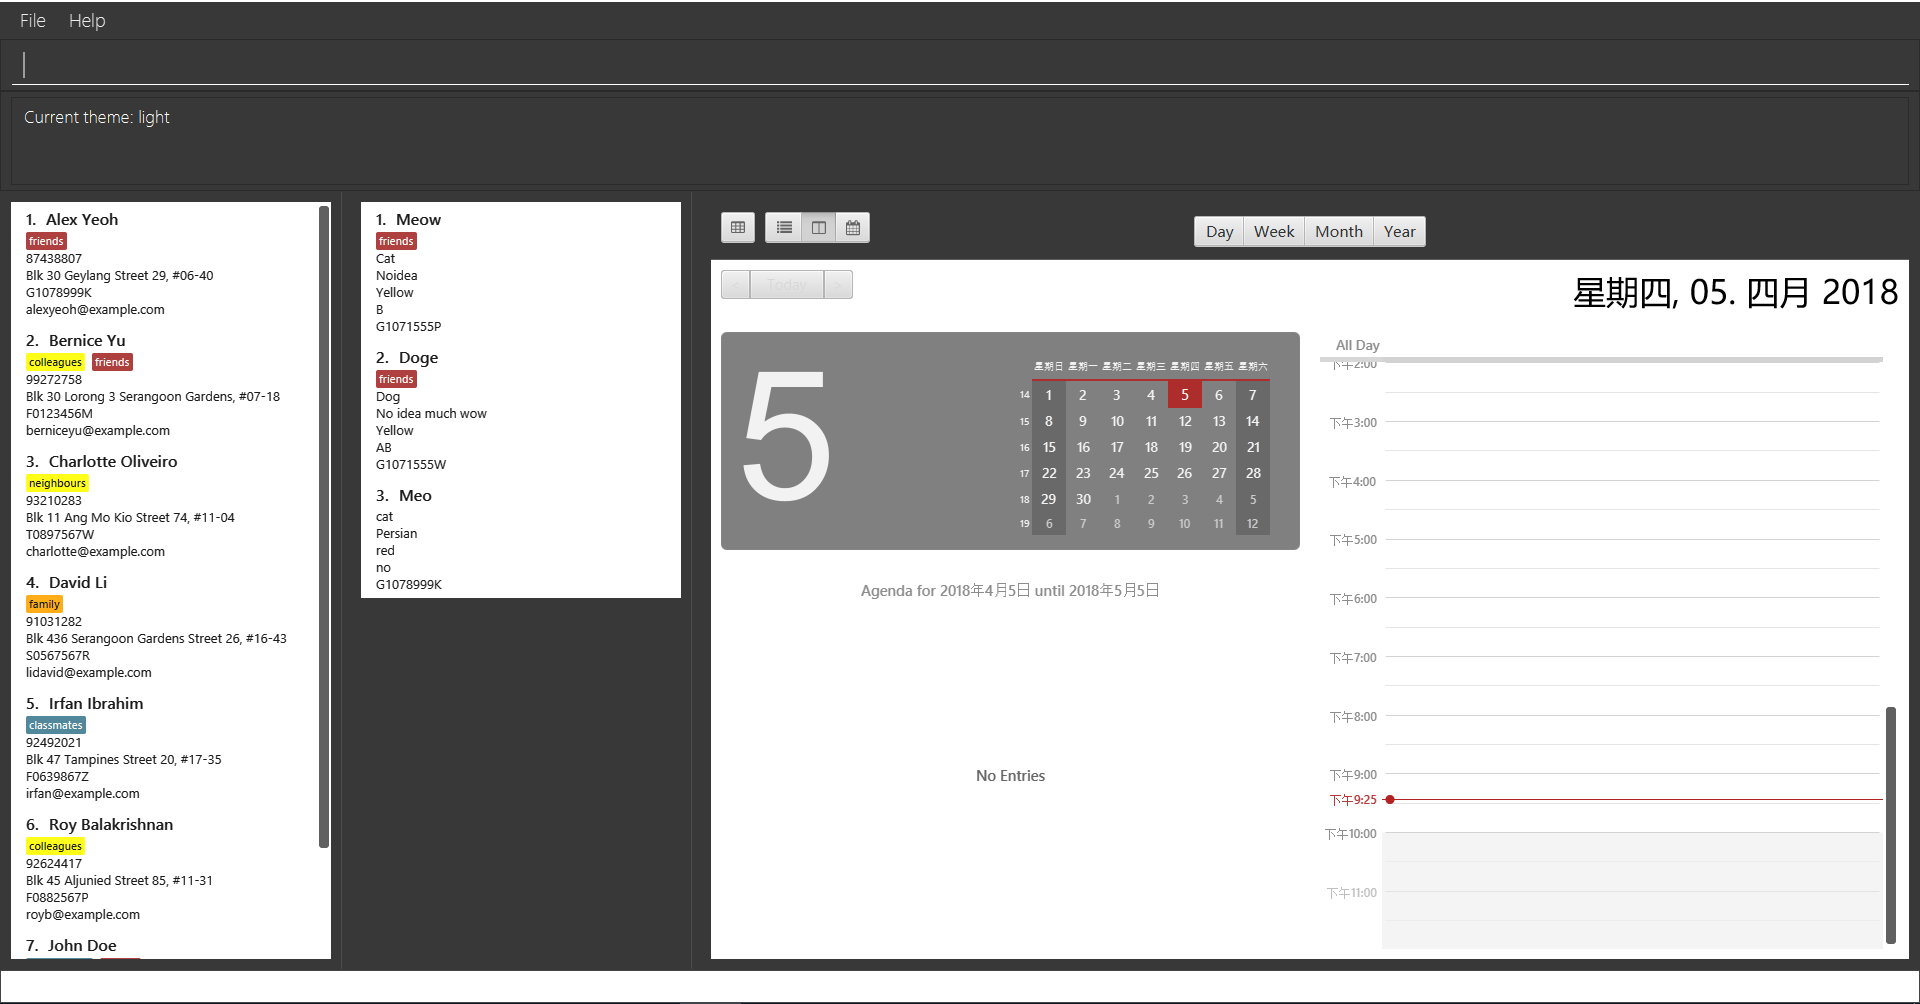 File Help
Current theme: light
1. Alex Yeoh
friends
87438807
Blk 30 Geylang Street 29, #06-40
G1078999K
alexyeoh@example.com
2. Bernice Yu
colleagues friends
99272758
Blk 30 Lorong 3 Serangoon Gardens, #07-18
F0123456M
berniceyu@example.com
3. Charlotte Oliveiro
neighbours
93210283
Blk 11 Ang Mo Kio Street 74, #11-04
T0897567W
charlotte@example.com
4. David Li
family
91031282
Blk 436 Serangoon Gardens Street 26, #16-43
S0567567R
lidavid@example.com
5. Irfan Ibrahim
classmates
92492021
Blk 47 Tampines Street 20, #17-35
F0639867Z
irfan@example.com
6. Roy Balakrishnan
colleagues
92624417
Blk 45 Aljunied Street 85, #11-31
F0882567P
royb@example.com
7. John Doe
1. Meow
friends
Cat
Noidea
Yellow
B
G1071555P
2. Doge
friends
Dog
No idea much wow
Yellow
AB
G1071555W
3. Meo
cat
Persian
red
no
G1078999K
Day Week Month Year
< Today >
星期四, 05. 四月 2018
5
星期日 星期一 星期二 星期三 星期四 星期五 星期六
14 1 2 3 4 5 6 7
15 8 9 10 11 12 13 14
16 15 16 17 18 19 20 21
17 22 23 24 25 26 27 28
18 29 30 1 2 3 4 5
19 6 7 8 9 10 11 12
Agenda for 2018年4月5日 until 2018年5月5日
No Entries
All Day
下午2:00
下午3:00
下午4:00
下午5:00
下午6:00
下午7:00
下午8:00
下午9:00
下午9:25
下午10:00
下午11:00